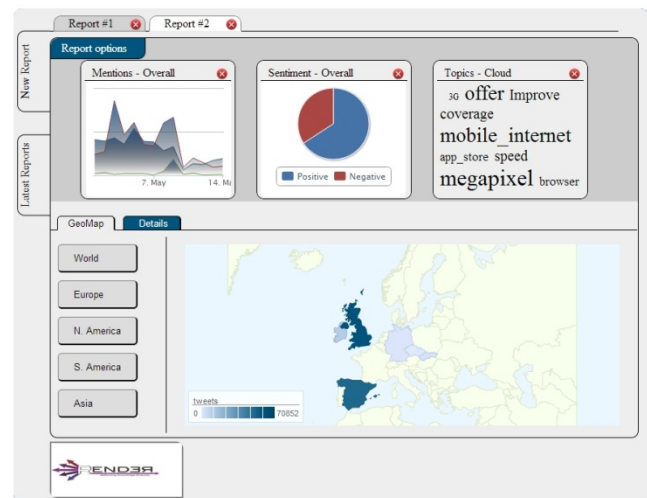 Report #1
Report #2
New Report
Latest Reports
Report options
Mentions - Overall
7. May
14. M
Sentiment - Overall
Positive
Negative
Topics - Cloud
3G offer Improve
coverage
mobile_internet
app_store speed
megapixel browser
GeoMap
Details
World
Europe
N. America
S. America
Asia
tweets
0
70852
REND3R